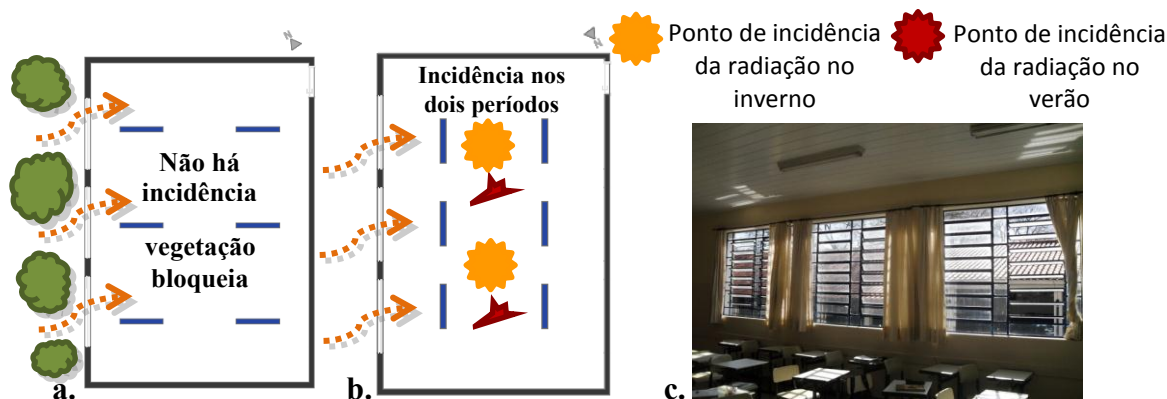 N
N
Ponto de incidência
da radiação no
inverno
Ponto de incidência
da radiação no
verão
Não há
incidência
vegetação
bloqueia
a.
Incidência nos
dois períodos
b.
c.